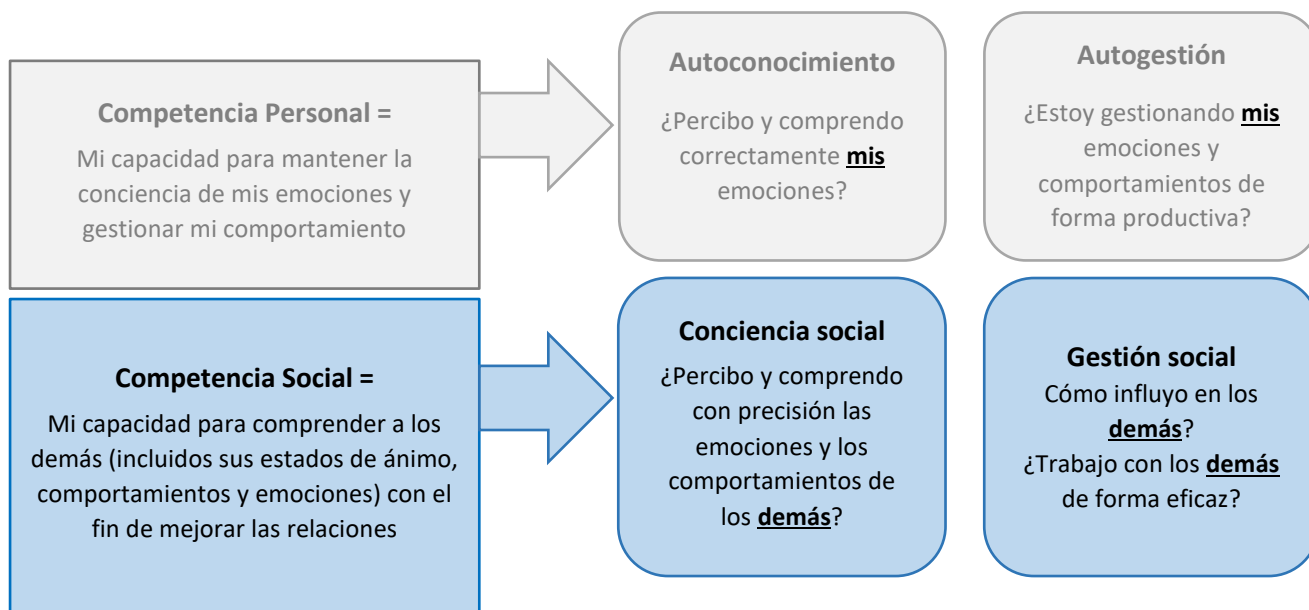 Competencia Personal =
Mi capacidad para mantener la
conciencia de mis emociones y
gestionar mi comportamiento
Autoconocimiento
¿Percibo y comprendo
correctamente mis
emociones?
Autogestión
¿Estoy gestionando mis
emociones y
comportamientos de
forma productiva?
Competencia Social =
Mi capacidad para comprender a los
demás (incluidos sus estados de ánimo,
comportamientos y emociones) con el
fin de mejorar las relaciones
Conciencia social
¿Percibo y comprendo
con precisión las
emociones y los
comportamientos de
los demás?
Gestión social
Cómo influyo en los
demás?
¿Trabajo con los demás
de forma eficaz?